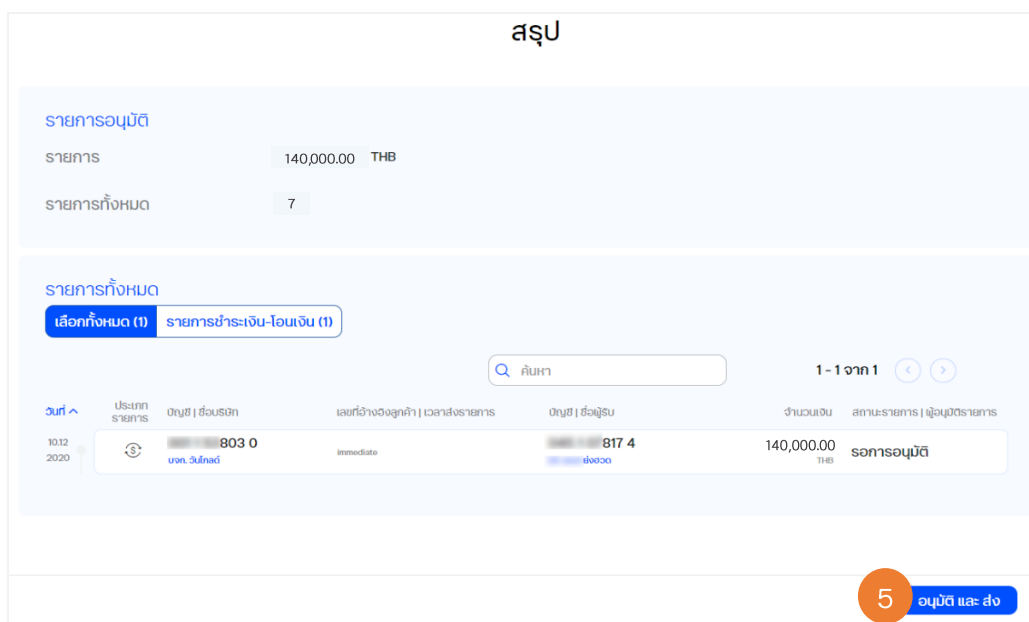 สรุป
รายการอนุมัติ
รายการ 140,000.00 THB
รายการทั้งหมด 7
รายการทั้งหมด
เลือกทั้งหมด (1) รายการชำระเงิน-โอนเงิน (1)
ค้นหา 1 - 1 จาก 1
วันที่ ประเภทรายการ บัญชี | ชื่อบริษัท เลขที่อ้างอิงลูกค้า | เวลาส่งรายการ บัญชี | ชื่อผู้รับ จำนวนเงิน สถานะรายการ | ผู้อนุมัติรายการ
10.12 803 0 817 4 140,000.00
2020 บจก. วันโกลด์ immediate ย่งฮวด THB รอการอนุมัติ
5 อนุมัติ และ ส่ง